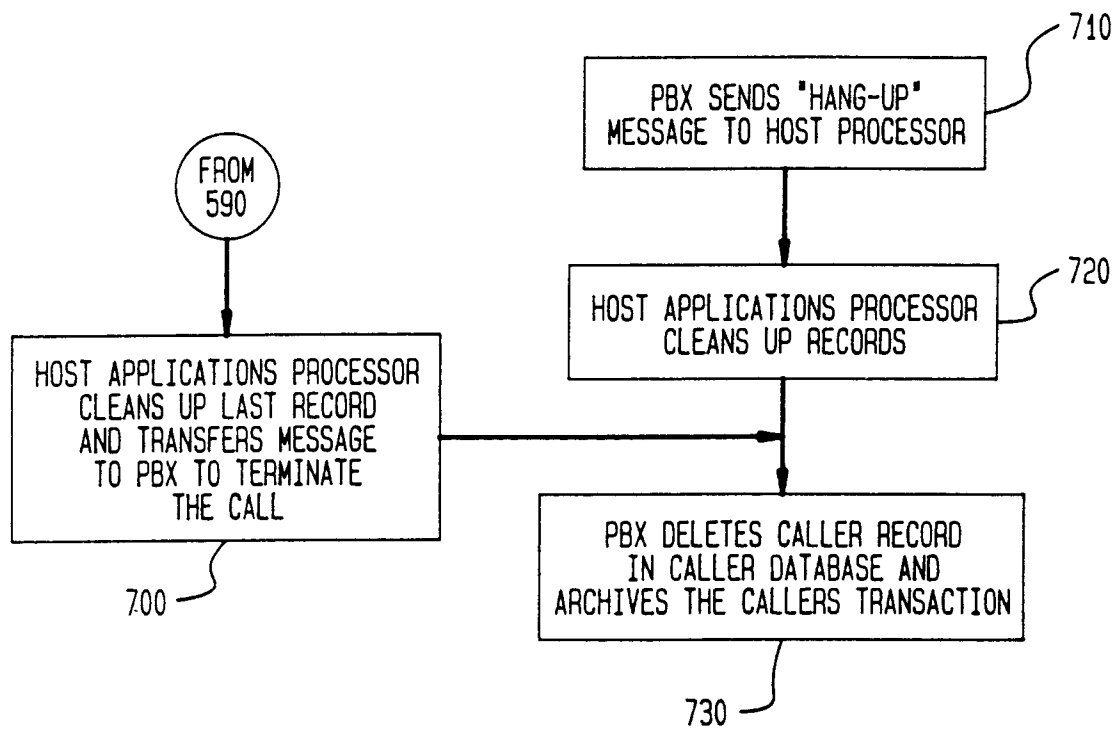 710
PBX SENDS "HANG-UP"
MESSAGE TO HOST PROCESSOR
FROM
590
720
HOST APPLICATIONS PROCESSOR
CLEANS UP RECORDS
HOST APPLICATIONS PROCESSOR
CLEANS UP LAST RECORD
AND TRANSFERS MESSAGE
TO PBX TO TERMINATE
THE CALL
700
PBX DELETES CALLER RECORD
IN CALLER DATABASE AND
ARCHIVES THE CALLERS TRANSACTION
730